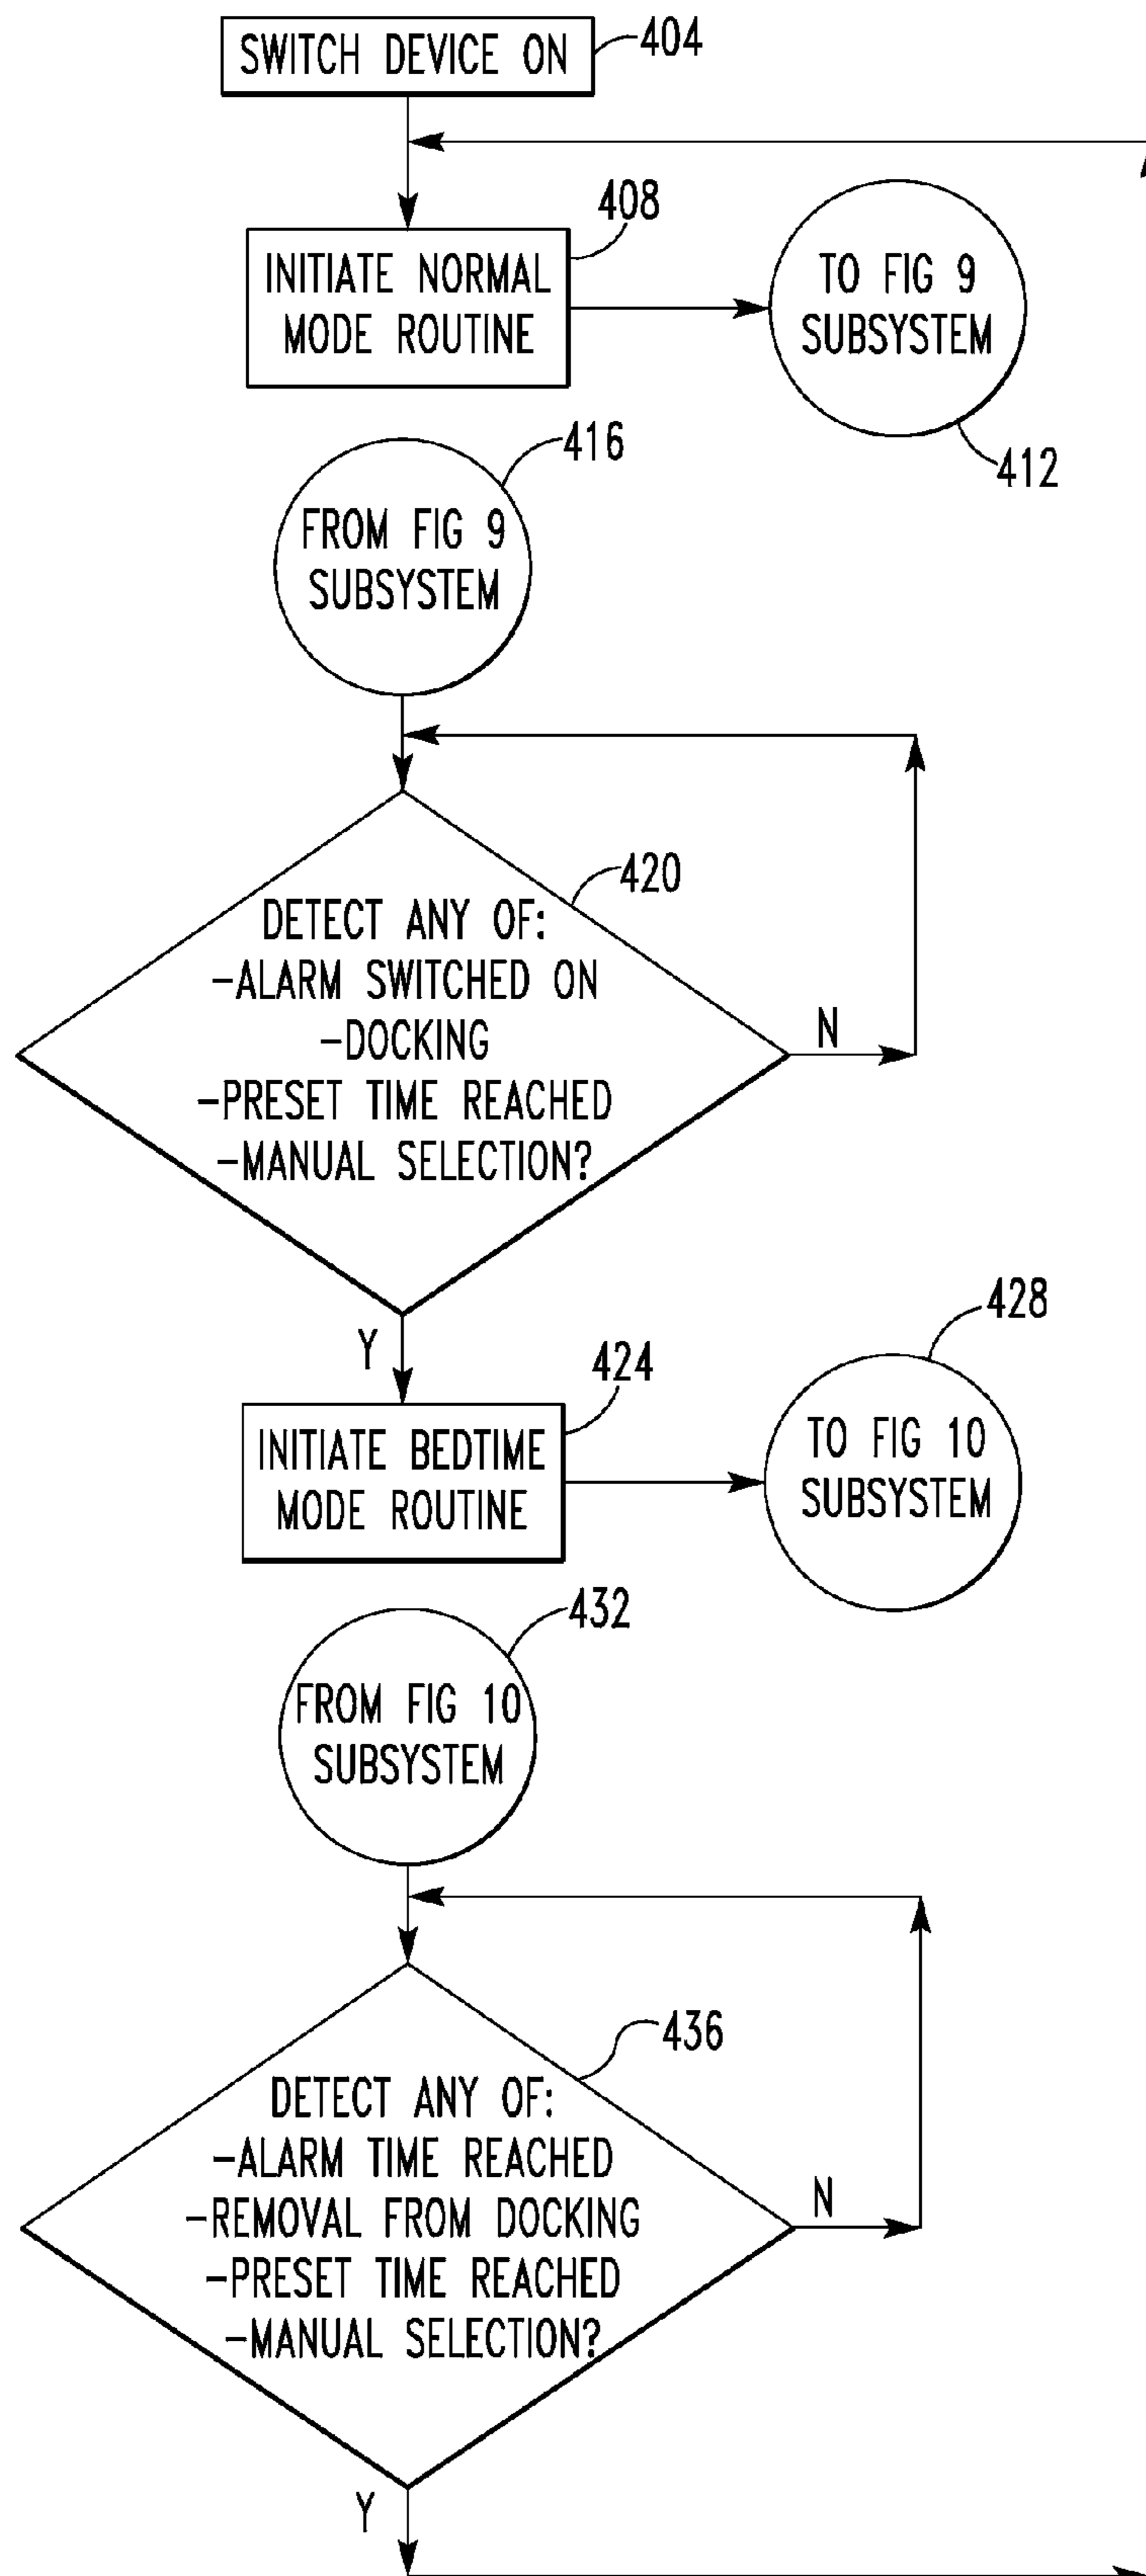 SWITCH DEVICE ON
404
408
INITIATE NORMAL
MODE ROUTINE
TO FIG 9
SUBSYSTEM
412
416
FROM FIG 9
SUBSYSTEM
420
DETECT ANY OF:
-ALARM SWITCHED ON
-DOCKING
-PRESET TIME REACHED
-MANUAL SELECTION?
N
Y
424
INITIATE BEDTIME
MODE ROUTINE
428
TO FIG 10
SUBSYSTEM
432
FROM FIG 10
SUBSYSTEM
436
DETECT ANY OF:
-ALARM TIME REACHED
-REMOVAL FROM DOCKING
-PRESET TIME REACHED
-MANUAL SELECTION?
N
Y